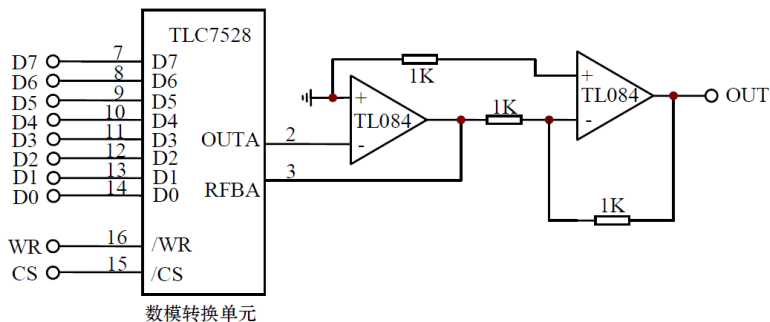 TLC7528
D7 7 D7
D6 8 D6
D5 9 D5
D4 10 D4
D3 11 D3
D2 12 D2
D1 13 D1
D0 14 D0
WR 16 /WR
CS 15 /CS
OUTA 2
RFBA 3
+
TL084
-
1K
1K
+
TL084
-
OUT
1K
数模转换单元